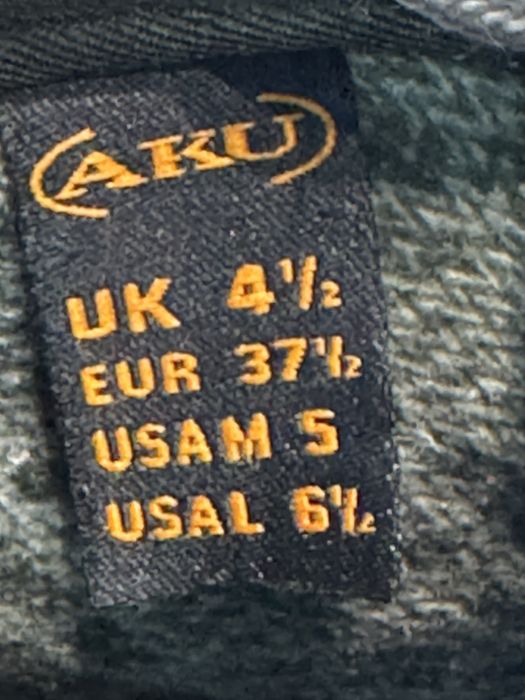 AKU
UK 4½
EUR 37½
USAM 5
USAL 6½